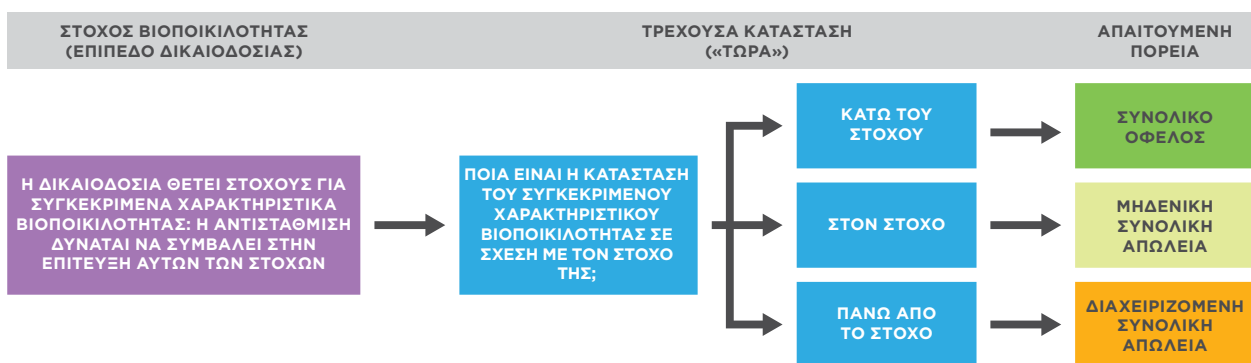 ΣΤΟΧΟΣ ΒΙΟΠΟΙΚΙΛΟΤΗΤΑΣ
(ΕΠΙΠΕΔΟ ΔΙΚΑΙΟΔΟΣΙΑΣ)
ΤΡΕΧΟΥΣΑ ΚΑΤΑΣΤΑΣΗ
(«ΤΩΡΑ»)
ΑΠΑΙΤΟΥΜΕΝΗ
ΠΟΡΕΙΑ
Η ΔΙΚΑΙΟΔΟΣΙΑ ΘΕΤΕΙ ΣΤΟΧΟΥΣ ΓΙΑ
ΣΥΓΚΕΚΡΙΜΕΝΑ ΧΑΡΑΚΤΗΡΙΣΤΙΚΑ
ΒΙΟΠΟΙΚΙΛΟΤΗΤΑΣ: Η ΑΝΤΙΣΤΑΘΜΙΣΗ
ΔΥΝΑΤΑΙ ΝΑ ΣΥΜΒΑΛΕΙ ΣΤΗΝ
ΕΠΙΤΕΥΞΗ ΑΥΤΩΝ ΤΩΝ ΣΤΟΧΩΝ
ΠΟΙΑ ΕΙΝΑΙ Η ΚΑΤΑΣΤΑΣΗ
ΤΟΥ ΣΥΓΚΕΚΡΙΜΕΝΟΥ
ΧΑΡΑΚΤΗΡΙΣΤΙΚΟΥ
ΒΙΟΠΟΙΚΙΛΟΤΗΤΑΣ ΣΕ
ΣΧΕΣΗ ΜΕ ΤΟΝ ΣΤΟΧΟ
ΤΗΣ;
ΚΑΤΩ ΤΟΥ
ΣΤΟΧΟΥ
ΣΥΝΟΛΙΚΟ
ΟΦΕΛΟΣ
ΣΤΟΝ ΣΤΟΧΟ
ΜΗΔΕΝΙΚΗ
ΣΥΝΟΛΙΚΗ
ΑΠΩΛΕΙΑ
ΠΑΝΩ ΑΠΟ
ΤΟ ΣΤΟΧΟ
ΔΙΑΧΕΙΡΙΖΟΜΕΝΗ
ΣΥΝΟΛΙΚΗ
ΑΠΩΛΕΙΑ